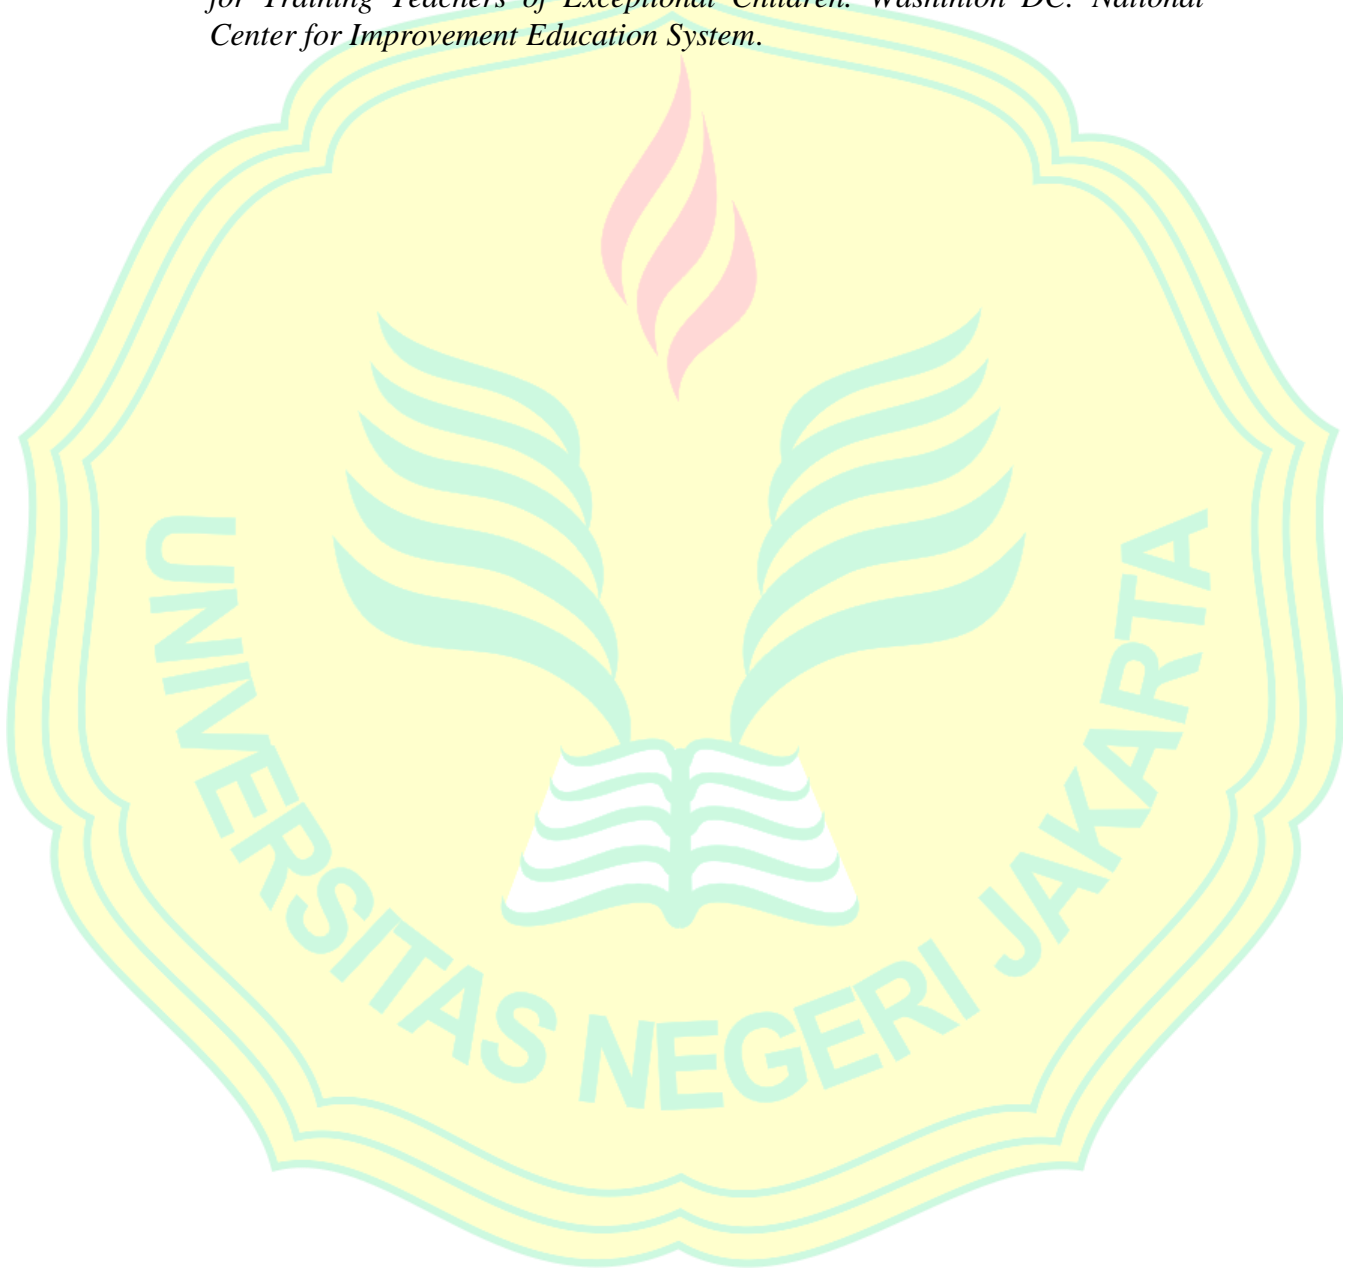 for Training Teachers of Exceptional Children. Washinton DC: National
Center for Improvement Education System.
UNIVERSITAS NEGERI JAKARTA